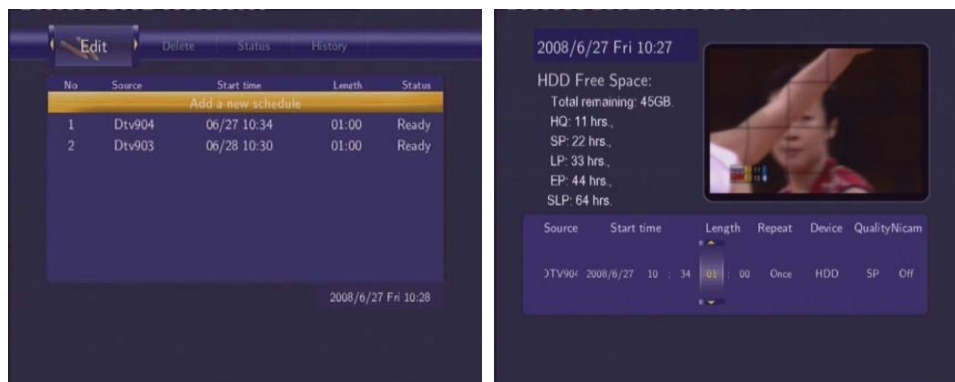 Edit Delete Status History
No Source Start time Length Status
Add a new schedule
1 Dtv904 06/27 10:34 01:00 Ready
2 Dtv903 06/28 10:30 01:00 Ready
2008/6/27 Fri 10:28
2008/6/27 Fri 10:27
HDD Free Space:
Total remaining: 45GB.
HQ: 11 hrs.,
SP: 22 hrs.,
LP: 33 hrs.,
EP: 44 hrs.,
SLP: 64 hrs.
Source Start time Length Repeat Device Quality Nicam
DTV904 2008/6/27 10 : 34 01 : 00 Once HDD SP Off